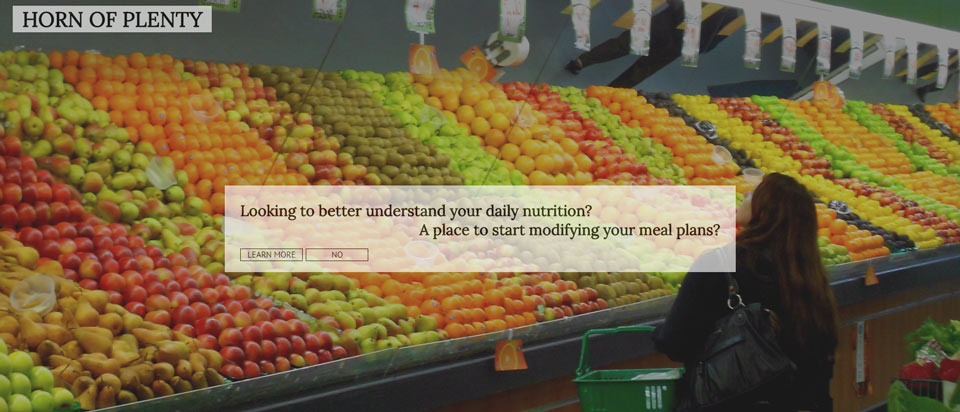 HORN OF PLENTY
Looking to better understand your daily nutrition?
A place to start modifying your meal plans?
LEARN MORE
NO